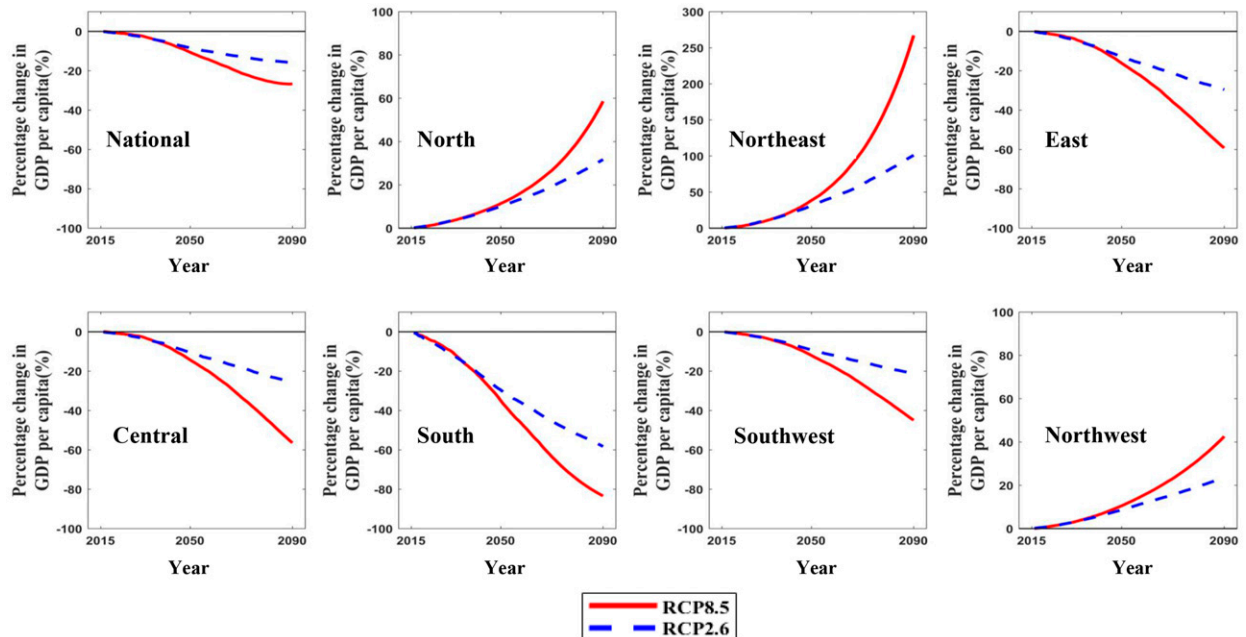 Percentage change in
GDP per capita(%)
0
-20
-40
-60
-80
-100
National
2015
2050
2090
Year
Percentage change in
GDP per capita(%)
100
80
60
40
20
0
North
2015
2050
2090
Year
Percentage change in
GDP per capita(%)
300
250
200
150
100
50
0
Northeast
2015
2050
2090
Year
Percentage change in
GDP per capita(%)
0
-20
-40
-60
-80
-100
East
2015
2050
2090
Year
Percentage change in
GDP per capita(%)
0
-20
-40
-60
-80
-100
Central
2015
2050
2090
Year
Percentage change in
GDP per capita(%)
0
-20
-40
-60
-80
-100
South
2015
2050
2090
Year
Percentage change in
GDP per capita(%)
0
-20
-40
-60
-80
-100
Southwest
2015
2050
2090
Year
Percentage change in
GDP per capita(%)
100
80
60
40
20
0
Northwest
2015
2050
2090
Year
RCP8.5
RCP2.6